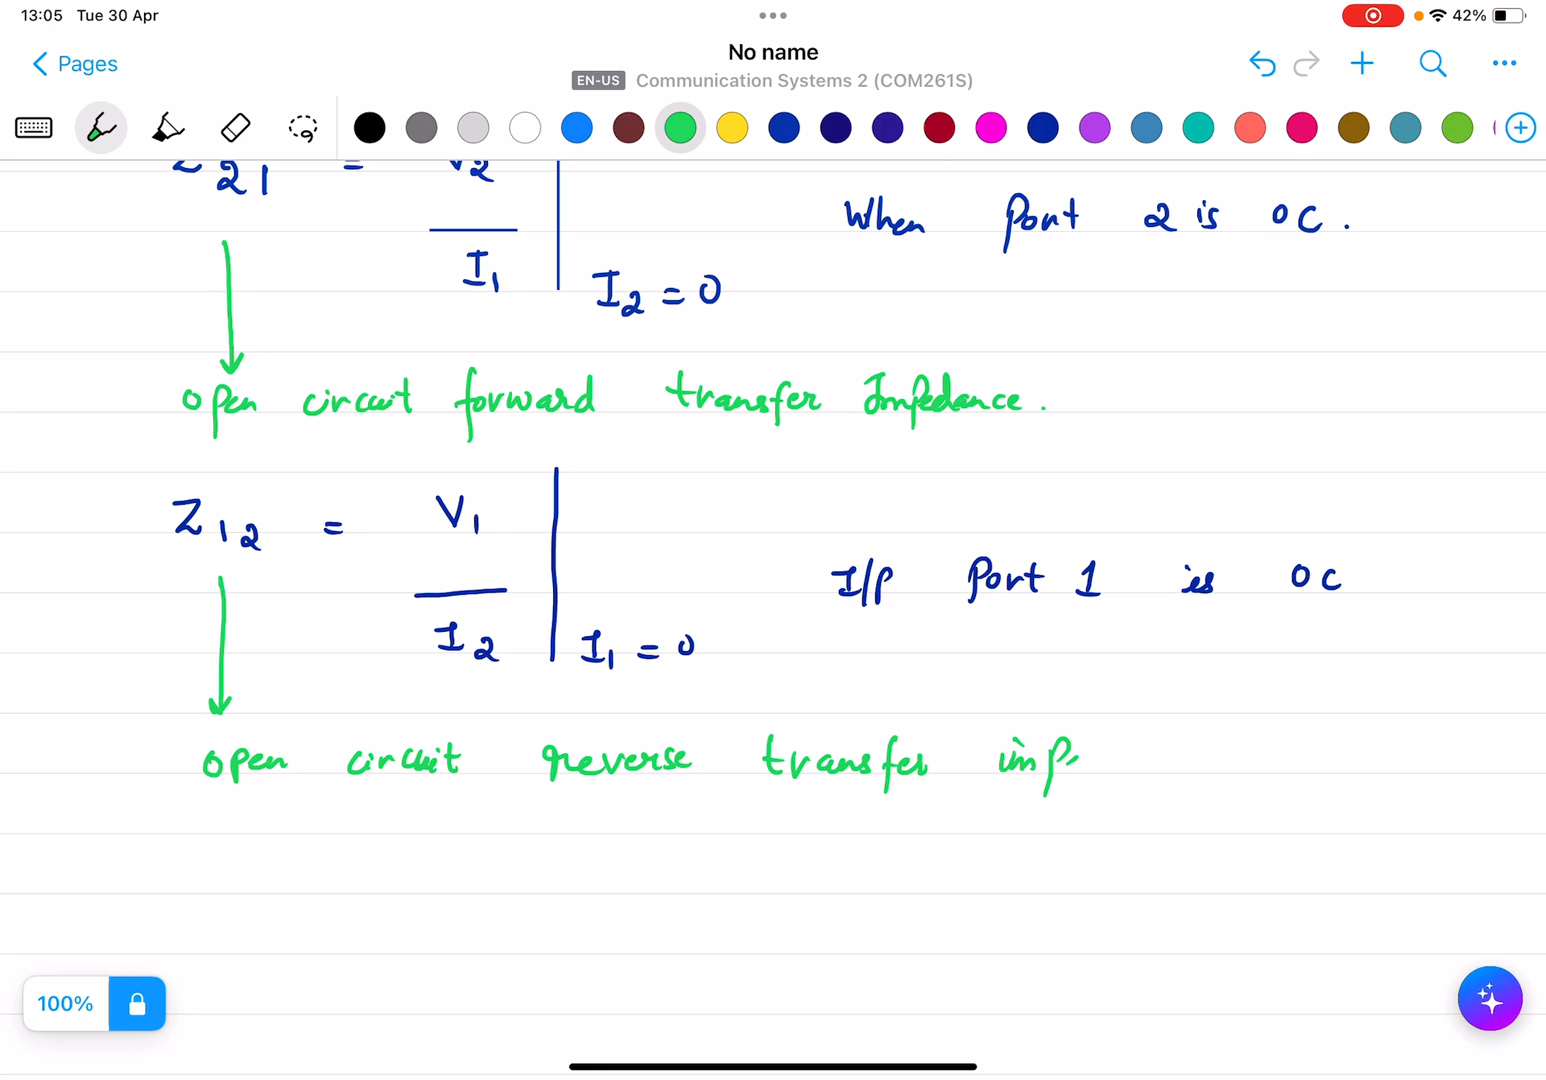 13:05 Tue 30 Apr
42%
Pages
No name
EN-US Communication Systems 2 (COM261S)
Z21 = V2
I1
I2 = 0
When Port 2 is OC.
open circuit forward transfer Impedance.
Z12 = V1
I2
I1 = 0
I/P Port 1 is OC
open circuit reverse transfer imp
100%